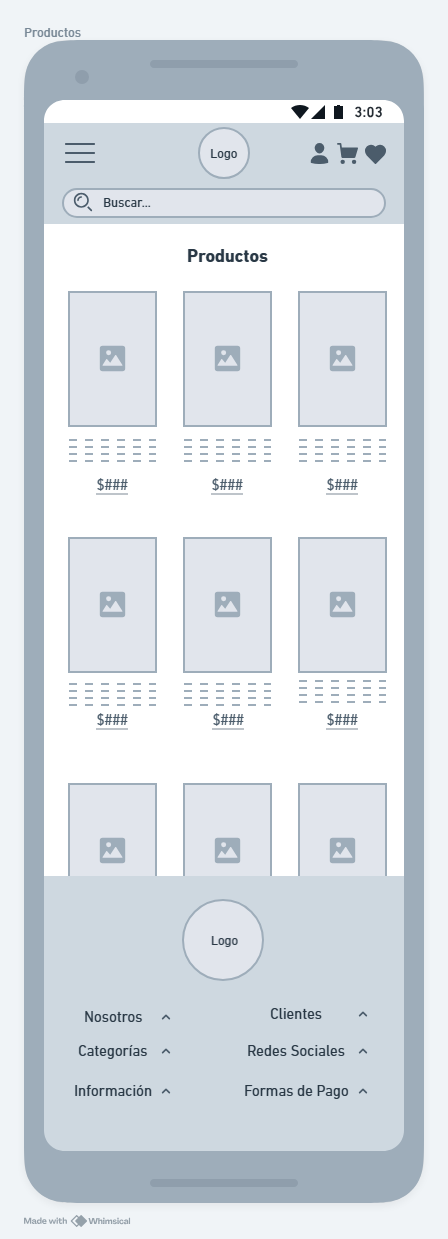 Productos
3:03
Logo
Buscar...
Productos
$### $### $###
$### $### $###
Logo
Nosotros Clientes
Categorías Redes Sociales
Información Formas de Pago
Made with Whimsical